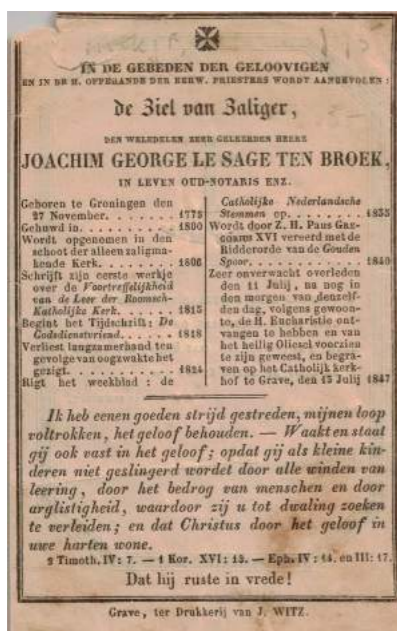 IN DE GEBEDEN DER GELOOVIGEN
EN IN DE H. OFFERANDE DER EERW. PRIESTERS WORDT AANBEVOLEN:
de Ziel van Zaliger,
DEN WELEDELEN ZEER GELEERDEN HEERE
JOACHIM GEORGE LE SAGE TEN BROEK,
IN LEVEN OUD-NOTARIS ENZ.
Geboren te Groningen den
27 November. . . . . . . . 1775
Gehuwd in. . . . . . . . . 1800
Wordt opgenomen in den
schoot der alleen zaligma-
kende Kerk. . . . . . . . 1806
Schrijft zijn eerste werkje
over de Voortreffelijkheid
van de Leer der Roomsch-
Katholijke Kerk. . . . . . 1815
Begint het Tijdschrift: De
Godsdienstvriend. . . . . 1818
Verliest langzamerhand ten
gevolge van oogzwakte het
gezigt. . . . . . . . . . 1824
Rigt het weekblad: de
Catholijke Nederlandsche
Stemmen op. . . . . . . . 1835
Wordt door Z. H. Paus
XVI vereerd met de
Ridderorde van de Gouden
Spoor. . . . . . . . . . 1840
Zeer onverwacht overleden
den 11 Julij, na nog in
den morgen van denzelf-
den dag, volgens gewoon-
te, de H. Eucharistie ont-
vangen te hebben en van
het heilig Oliesel voorzien
te zijn geweest, en begra-
ven op het Catholijk kerk-
hof te Grave, den 15 Julij 1847
Ik heb eenen goeden strijd gestreden, mijnen loop
voltrokken, het geloof behouden. — Waakt en staat
gij ook vast in het geloof; opdat gij als kleine kin-
deren niet geslingerd wordet door alle winden van
leering, door het bedrog van menschen en door
arglistigheid, waardoor zij u tot dwaling zoeken
te verleiden; en dat Christus door het geloof in
uwe harten wone.
2 Timoth. IV: 7. — 1 Kor. XVI: 13. — Eph. IV: 14. en III: 17.
Dat hij ruste in vrede!
Grave, ter Drukkerij van J. WITZ.